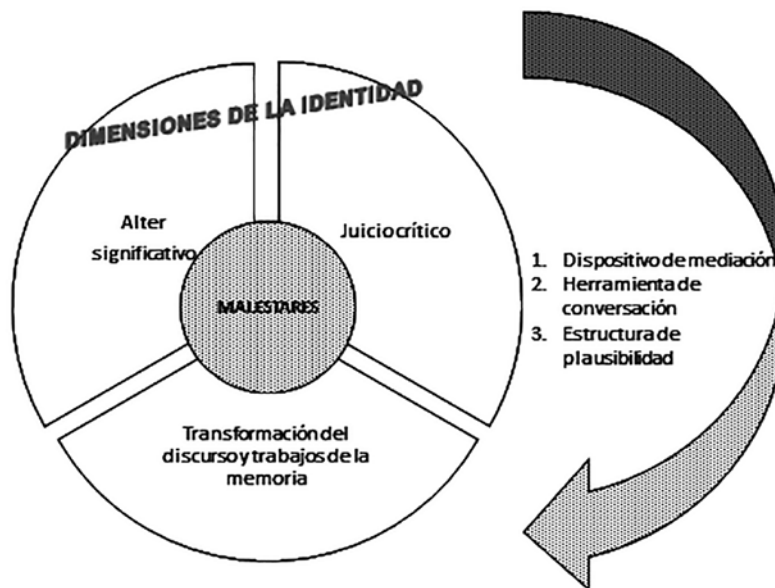 DIMENSIONES DE LA IDENTIDAD
Alter
significativo
Juicio crítico
MALESTARES
Transformación del
discurso y trabajos de la
memoria
1. Dispositivo de mediación
2. Herramienta de
conversación
3. Estructura de
plausibilidad